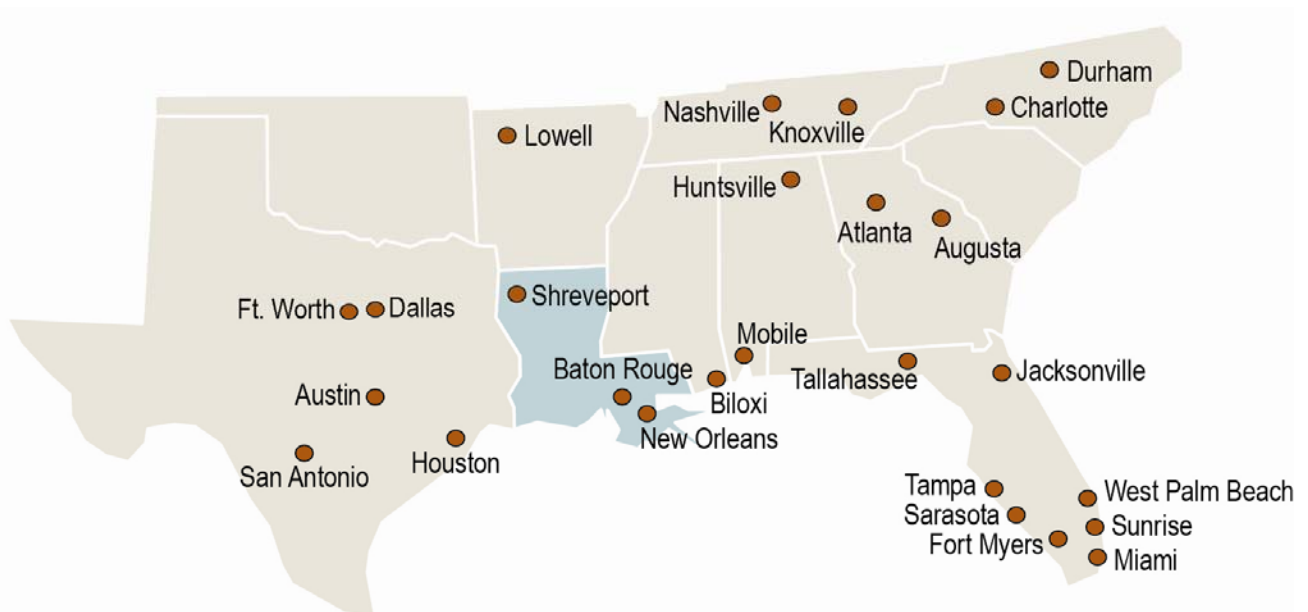 Durham
Nashville
Charlotte
Knoxville
Lowell
Huntsville
Atlanta
Augusta
Shreveport
Ft. Worth
Dallas
Mobile
Baton Rouge
Tallahassee
Jacksonville
Austin
Biloxi
New Orleans
Houston
San Antonio
Tampa
West Palm Beach
Sarasota
Sunrise
Fort Myers
Miami